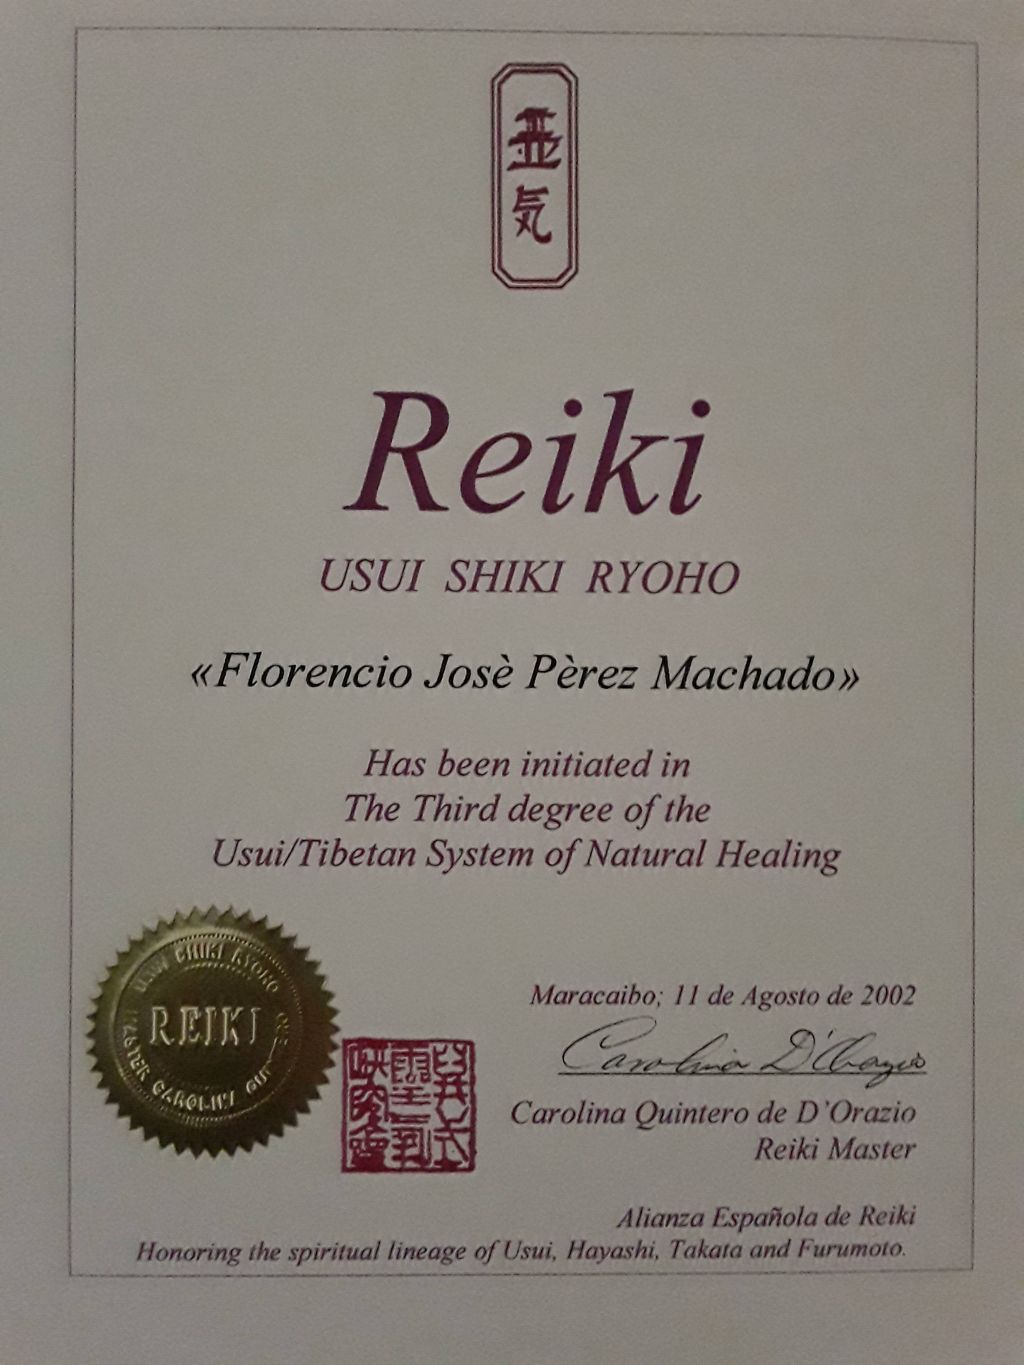 Reiki
USUI SHIKI RYOHO
«Florencio Josè Pèrez Machado»
Has been initiated in
The Third degree of the
Usui/Tibetan System of Natural Healing
USUI SHIKI RYOHO
REIKI
Maracaibo; 11 de Agosto de 2002
Carolina Quintero de D'Orazio
Reiki Master
Alianza Española de Reiki
Honoring the spiritual lineage of Usui, Hayashi, Takata and Furumoto.